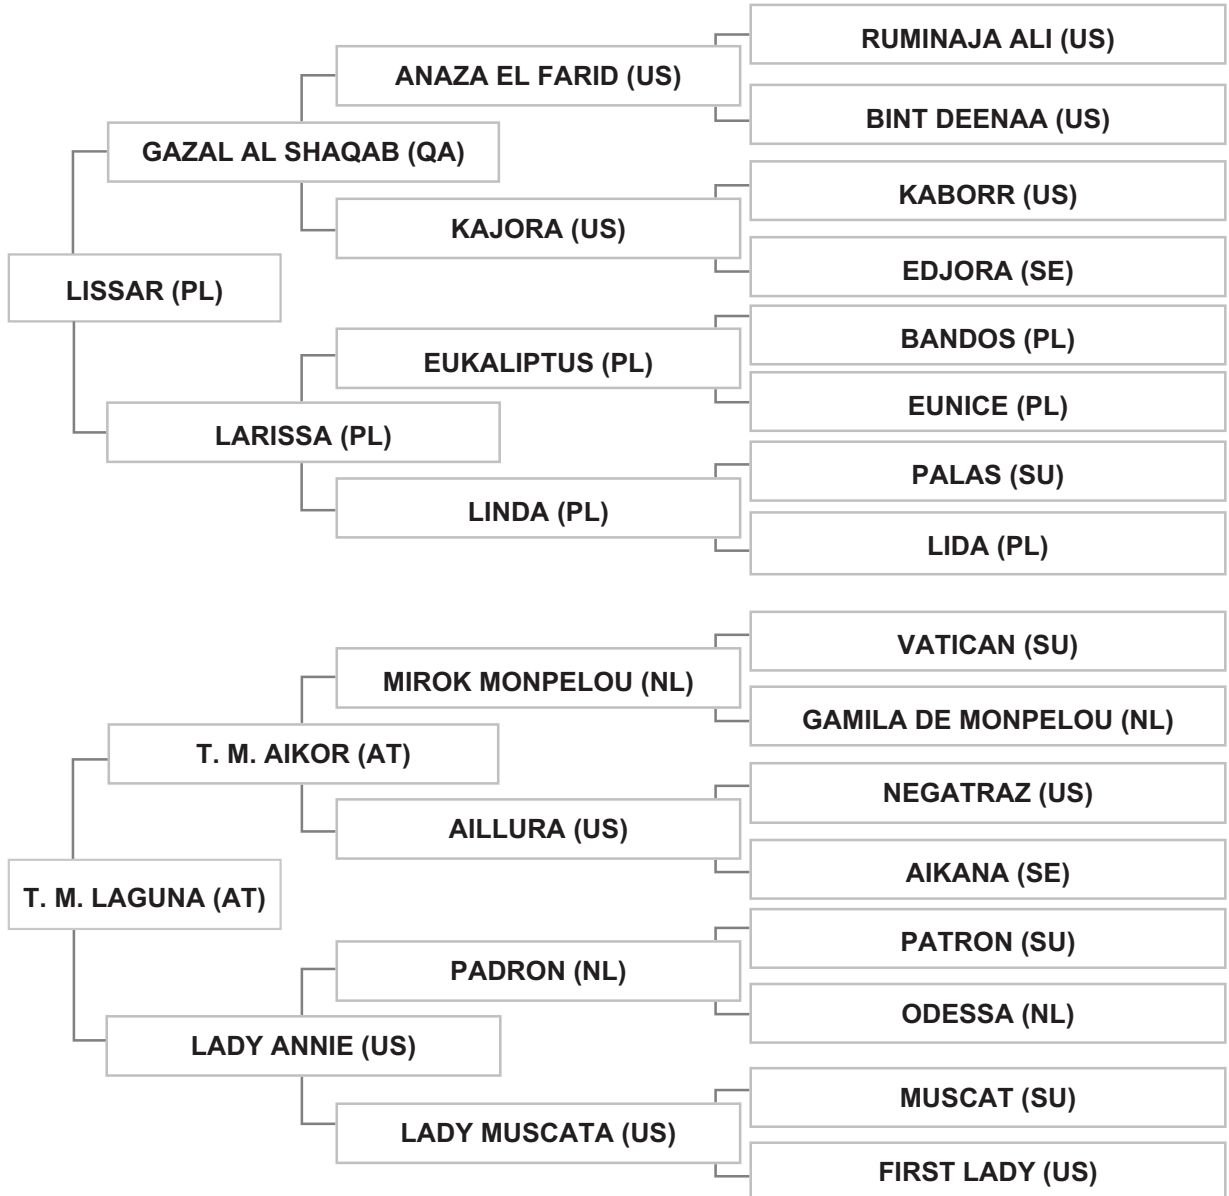 RUMINAJA ALI (US)
ANAZA EL FARID (US)
BINT DEENAA (US)
GAZAL AL SHAQAB (QA)
KABORR (US)
KAJORA (US)
EDJORA (SE)
LISSAR (PL)
BANDOS (PL)
EUKALIPTUS (PL)
EUNICE (PL)
LARISSA (PL)
PALAS (SU)
LINDA (PL)
LIDA (PL)
VATICAN (SU)
MIROK MONPELOU (NL)
GAMILA DE MONPELOU (NL)
T. M. AIKOR (AT)
NEGATRAZ (US)
AILLURA (US)
AIKANA (SE)
T. M. LAGUNA (AT)
PATRON (SU)
PADRON (NL)
ODESSA (NL)
LADY ANNIE (US)
MUSCAT (SU)
LADY MUSCATA (US)
FIRST LADY (US)